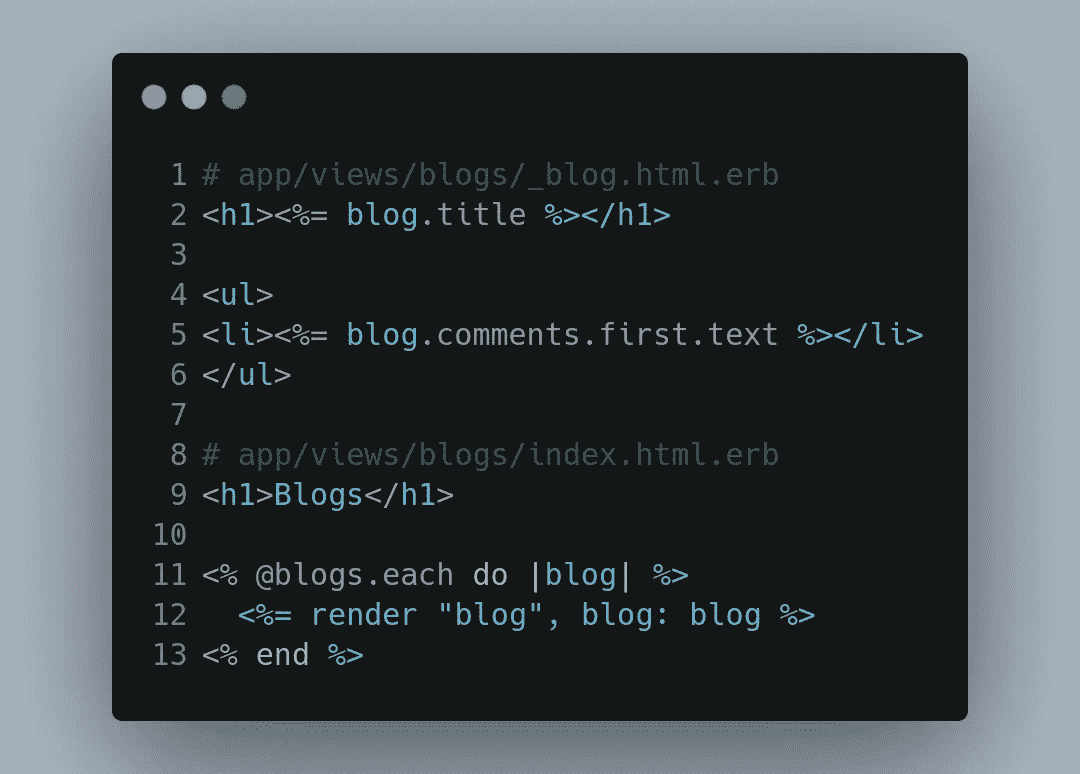 1 # app/views/blogs/_blog.html.erb
2 <h1><%= blog.title %></h1>
3
4 <ul>
5 <li><%= blog.comments.first.text %></li>
6 </ul>
7
8 # app/views/blogs/index.html.erb
9 <h1>Blogs</h1>
10
11 <% @blogs.each do |blog| %>
12   <%= render "blog", blog: blog %>
13 <% end %>